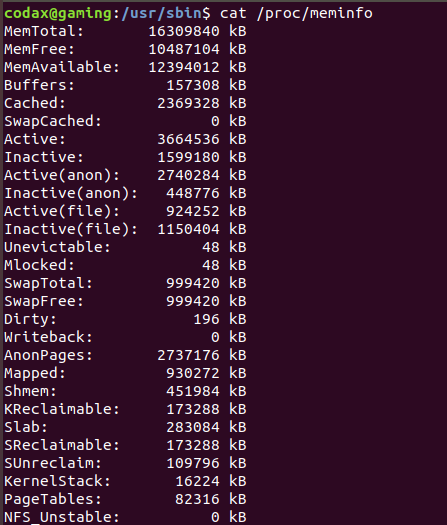 codax@gaming:/usr/sbin$ cat /proc/meminfo
MemTotal:       16309840 kB
MemFree:        10487104 kB
MemAvailable:   12394012 kB
Buffers:          157308 kB
Cached:          2369328 kB
SwapCached:            0 kB
Active:          3664536 kB
Inactive:        1599180 kB
Active(anon):    2740284 kB
Inactive(anon):   448776 kB
Active(file):     924252 kB
Inactive(file):  1150404 kB
Unevictable:          48 kB
Mlocked:              48 kB
SwapTotal:        999420 kB
SwapFree:         999420 kB
Dirty:               196 kB
Writeback:             0 kB
AnonPages:       2737176 kB
Mapped:           930272 kB
Shmem:            451984 kB
KReclaimable:     173288 kB
Slab:             283084 kB
SReclaimable:     173288 kB
SUnreclaim:       109796 kB
KernelStack:       16224 kB
PageTables:        82316 kB
NFS_Unstable:          0 kB